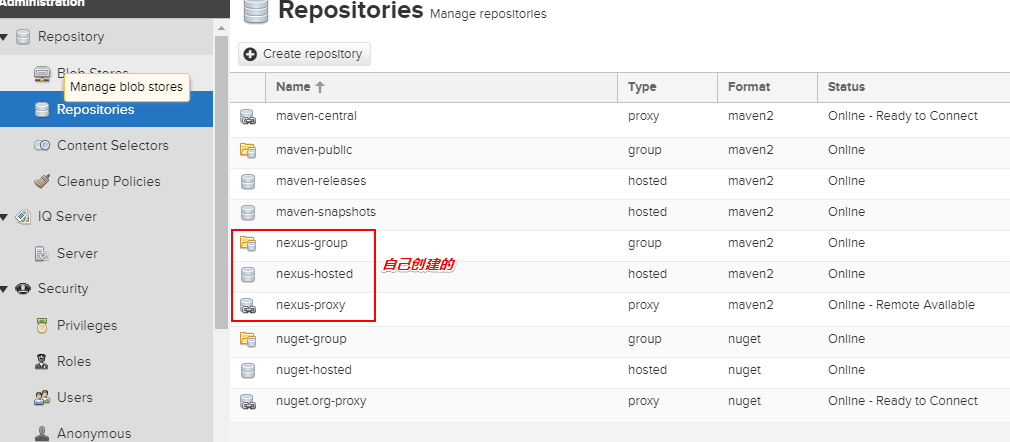 Administration
Repository
Blob Stores
Manage blob stores
Repositories
Content Selectors
Cleanup Policies
IQ Server
Server
Security
Privileges
Roles
Users
Anonymous
Repositories Manage repositories
Create repository
Name Type Format Status
maven-central proxy maven2 Online - Ready to Connect
maven-public group maven2 Online
maven-releases hosted maven2 Online
maven-snapshots hosted maven2 Online
nexus-group group maven2 Online
自己创建的
nexus-hosted hosted maven2 Online
nexus-proxy proxy maven2 Online - Remote Available
nuget-group group nuget Online
nuget-hosted hosted nuget Online
nuget.org-proxy proxy nuget Online - Ready to Connect